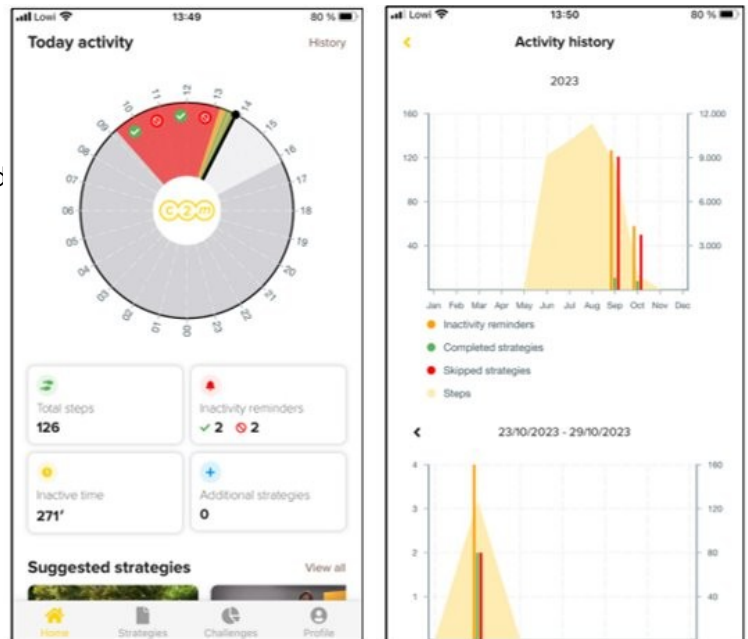 Lowi 13:49 80 %
Today activity History
00
01
02
03
04
05
06
07
08
09
10
11
12
13
14
15
16
17
18
19
20
21
22
23
c2m
Total steps
126
Inactivity reminders
2 2
Inactive time
271′
Additional strategies
0
Suggested strategies View all
Home Strategies Challenges Profile
Lowi 13:50 80 %
Activity history
2023
160 12.000
120 9.000
80 6.000
40 3.000
Jan Feb Mar Apr May Jun Jul Aug Sep Oct Nov Dec
Inactivity reminders
Completed strategies
Skipped strategies
Steps
23/10/2023 - 29/10/2023
4 160
3 120
2 80
1 40